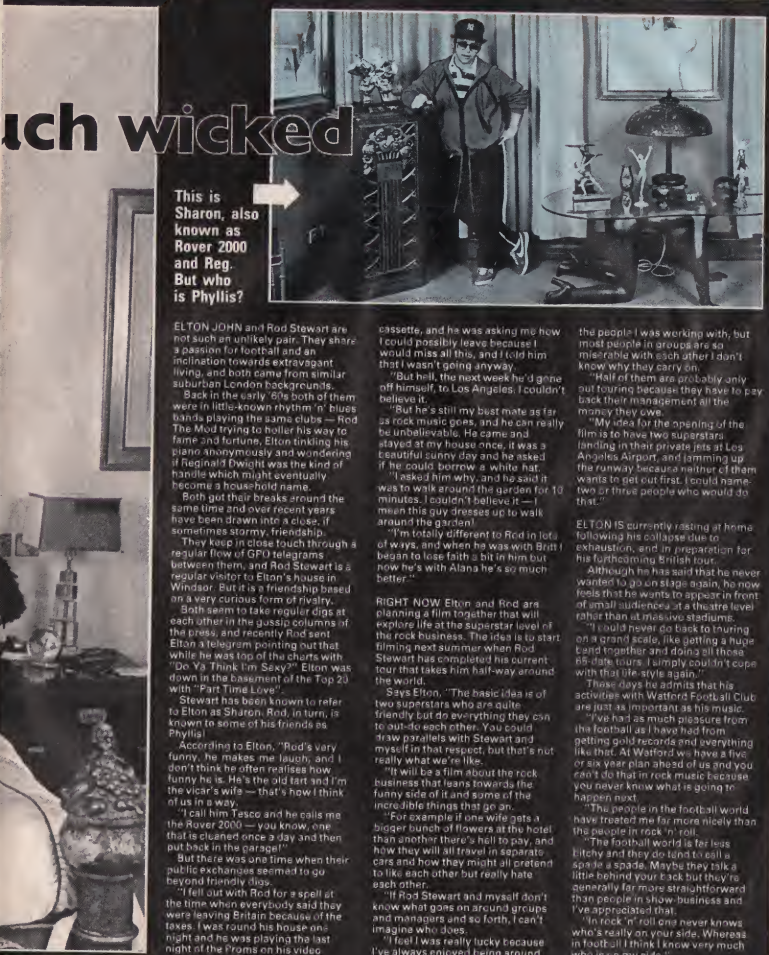 uch wicked
This is
Sharon, also
known as
Rover 2000
and Reg.
But who
is Phyllis?
ELTON JOHN and Rod Stewart are
not such an unlikely pair. They share
a passion for football and an
inclination towards extravagant
living, and both came from similar
suburban London backgrounds.
Back in the early '60s both of them
were in little-known rhythm 'n' blues
bands playing the same clubs — Rod
The Mod trying to holler his way to
fame and fortune, Elton tinkling his
piano anonymously and wondering
if Reginald Dwight was the kind of
handle which might eventually
become a household name.
Both got their breaks around the
same time and over recent years
have been drawn into a close, if
sometimes stormy, friendship.
They keep in close touch through a
regular flow of GPO telegrams
between them, and Rod Stewart is a
regular visitor to Elton's house in
Windsor. But it is a friendship based
on a very curious form of rivalry.
Both seem to take regular digs at
each other in the gossip columns of
the press, and recently Rod sent
Elton a telegram pointing out that
while he was top of the charts with
"Do Ya Think I'm Sexy?" Elton was
down in the basement of the Top 20
with "Part Time Love".
Stewart has been known to refer
to Elton as Sharon. Rod, in turn, is
known to some of his friends as
Phyllis!
According to Elton, "Rod's very
funny, he makes me laugh, and I
don't think he often realises how
funny he is. He's the old tart and I'm
the vicar's wife — that's how I think
of us in a way.
"I call him Tesco and he calls me
the Rover 2000 — you know, one
that is cleaned once a day and then
put back in the garage!"
But there was one time when their
public exchanges seemed to go
beyond friendly digs.
"I fell out with Rod for a spell at
the time when everybody said they
were leaving Britain because of the
taxes. I was round his house one
night and he was playing the last
night of the Proms on his video
cassette, and he was asking me how
I could possibly leave because I
would miss all this, and I told him
that I wasn't going anyway.
"But hell, the next week he'd gone
off himself, to Los Angeles. I couldn't
believe it.
"But he's still my best mate as far
as rock music goes, and he can really
be unbelievable. He came and
stayed at my house once, it was a
beautiful sunny day and he asked
if he could borrow a white hat.
"I asked him why, and he said it
was to walk around the garden for 10
minutes. I couldn't believe it — I
mean this guy dresses up to walk
around the garden!
"I'm totally different to Rod in lots
of ways, and when he was with Britt I
began to lose faith a bit in him but
now he's with Alana he's so much
better."
RIGHT NOW Elton and Rod are
planning a film together that will
explore life at the superstar level of
the rock business. The idea is to start
filming next summer when Rod
Stewart has completed his current
tour that takes him half-way around
the world.
Says Elton, "The basic idea is of
two superstars who are quite
friendly but do everything they can
to out-do each other. You could
draw parallels with Stewart and
myself in that respect, but that's not
really what we're like.
"It will be a film about the rock
business that leans towards the
funny side of it and some of the
incredible things that go on.
"For example if one wife gets a
bigger bunch of flowers at the hotel
than another there's hell to pay, and
how they will all travel in separate
cars and how they might all pretend
to like each other but really hate
each other.
"If Rod Stewart and myself don't
know what goes on around groups
and managers and so forth, I can't
imagine who does.
"I feel I was really lucky because
I've always enjoyed being around
the people I was working with, but
most people in groups are so
miserable with each other I don't
know why they carry on.
"Half of them are probably only
out touring because they have to pay
back their management all the
money they owe.
"My idea for the opening of the
film is to have two superstars
landing in their private jets at Los
Angeles Airport, and jamming up
the runway because neither of them
wants to get out first. I could name
two or three people who would do
that."
ELTON IS currently resting at home
following his collapse due to
exhaustion, and in preparation for
his forthcoming British tour.
Although he has said that he never
wanted to go on stage again, he now
feels that he wants to appear in front
of small audiences at a theatre level
rather than at massive stadiums.
"I could never go back to touring
on a grand scale, like getting a huge
band together and doing all those
65-date tours. I simply couldn't cope
with that life-style again."
These days he admits that his
activities with Watford Football Club
are just as important as his music.
"I've had as much pleasure from
the football as I have had from
getting gold records and everything
like that. At Watford we have a five
or six year plan ahead of us and you
can't do that in rock music because
you never know what is going to
happen next.
"The people in the football world
have treated me far more nicely than
the people in rock 'n' roll.
"The football world is far less
bitchy and they do tend to call a
spade a spade. Maybe they talk a
little behind your back but they're
generally far more straightforward
than people in show-business and
I've appreciated that.
"In rock 'n' roll one never knows
who's really on your side. Whereas
in football I think I know very much
who is on my side."